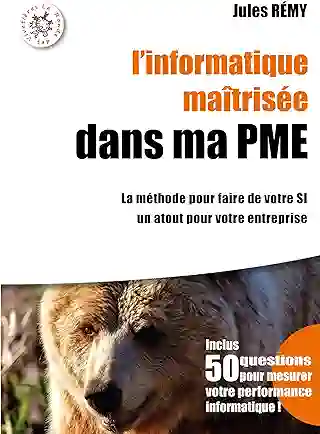 Jules RÉMY
l'informatique
maîtrisée
dans ma PME
La méthode pour faire de votre SI
un atout pour votre entreprise
Inclus
50 questions
pour mesurer
votre performance
informatique !